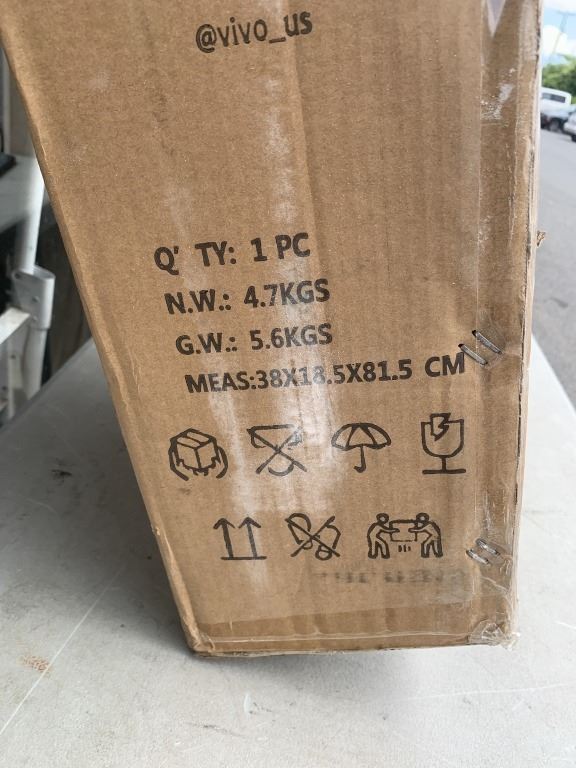 @vivo_us
Q' TY: 1 PC
N.W.: 4.7KGS
G.W.: 5.6KGS
MEAS:38X18.5X81.5 CM